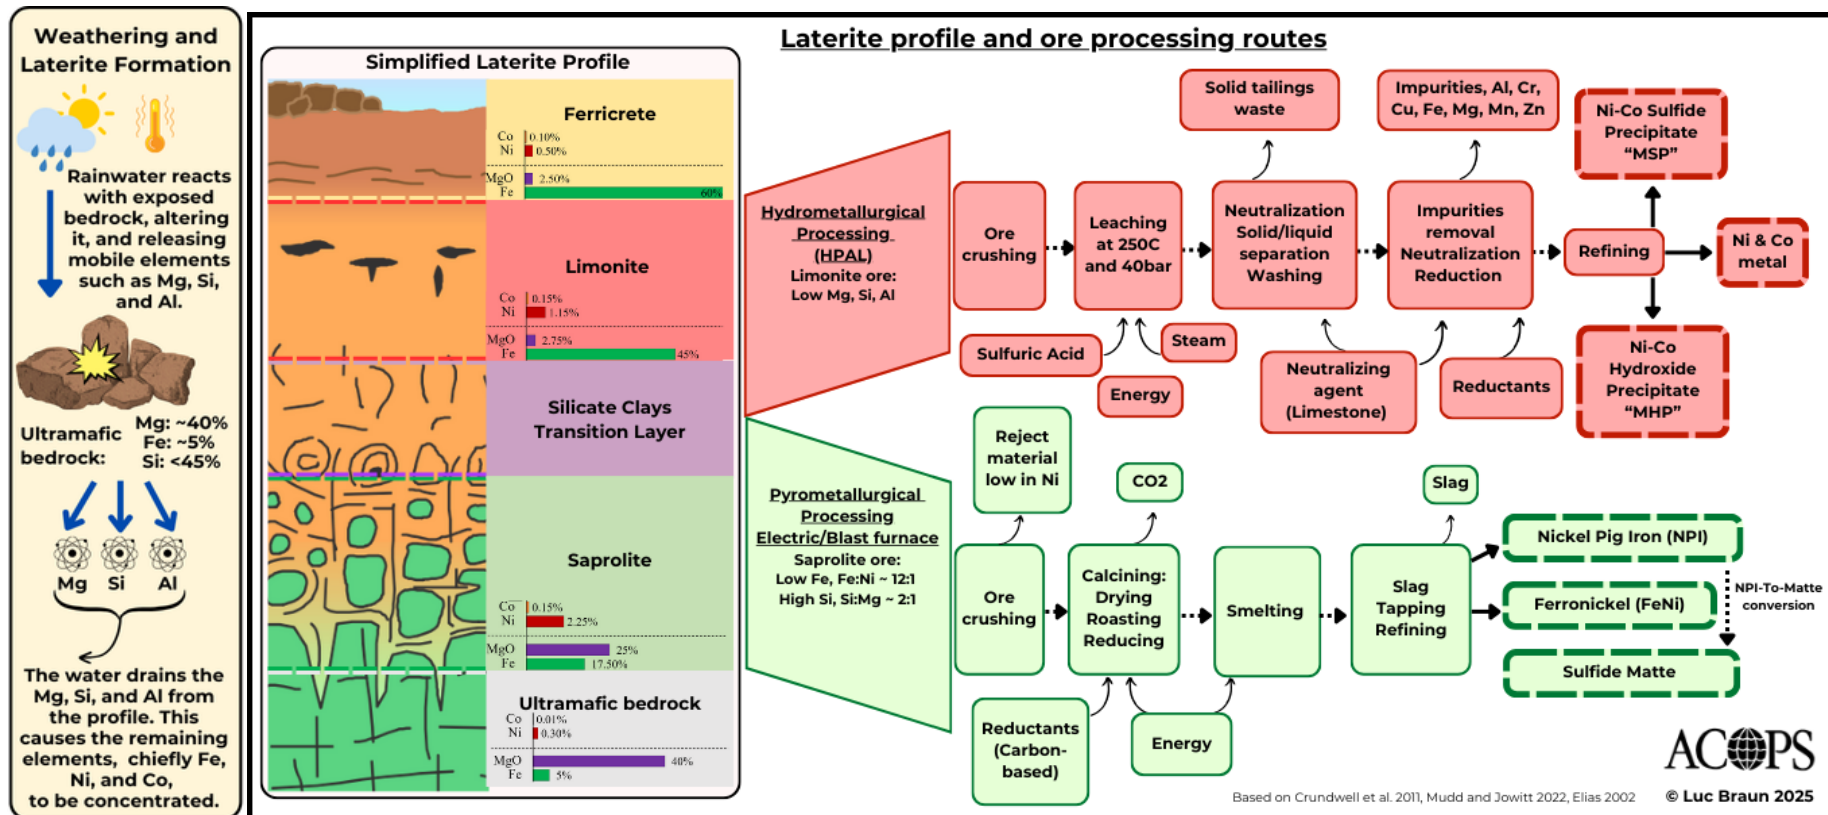 Weathering and
Laterite Formation
Rainwater reacts
with exposed
bedrock, altering
it, and releasing
mobile elements
such as Mg, Si,
and Al.
Ultramafic
bedrock:
Mg: ~40%
Fe: ~5%
Si: <45%
Mg Si Al
The water drains the
Mg, Si, and Al from
the profile. This
causes the remaining
elements, chiefly Fe,
Ni, and Co,
to be concentrated.
Laterite profile and ore processing routes
Simplified Laterite Profile
Ferricrete
Co 0.10%
Ni 0.50%
MgO 2.50%
Fe 60%
Limonite
Co 0.15%
Ni 1.15%
MgO 2.75%
Fe 45%
Silicate Clays
Transition Layer
Saprolite
Co 0.15%
Ni 2.25%
MgO 25%
Fe 17.50%
Ultramafic bedrock
Co 0.01%
Ni 0.30%
MgO 40%
Fe 5%
Hydrometallurgical
Processing
(HPAL)
Limonite ore:
Low Mg, Si, Al
Ore
crushing
Leaching
at 250C
and 40bar
Sulfuric Acid
Energy
Steam
Neutralization
Solid/liquid
separation
Washing
Solid tailings
waste
Impurities
removal
Neutralization
Reduction
Impurities, Al, Cr,
Cu, Fe, Mg, Mn, Zn
Neutralizing
agent
(Limestone)
Reductants
Refining
Ni-Co Sulfide
Precipitate
“MSP”
Ni & Co
metal
Ni-Co
Hydroxide
Precipitate
“MHP”
Pyrometallurgical
Processing
Electric/Blast furnace
Saprolite ore:
Low Fe, Fe:Ni ~ 12:1
High Si, Si:Mg ~ 2:1
Reject
material
low in Ni
Ore
crushing
CO2
Calcining:
Drying
Roasting
Reducing
Reductants
(Carbon-
based)
Energy
Smelting
Slag
Slag
Tapping
Refining
Nickel Pig Iron (NPI)
Ferronickel (FeNi)
Sulfide Matte
NPI-To-Matte
conversion
ACOPS
Based on Crundwell et al. 2011, Mudd and Jowitt 2022, Elias 2002
© Luc Braun 2025